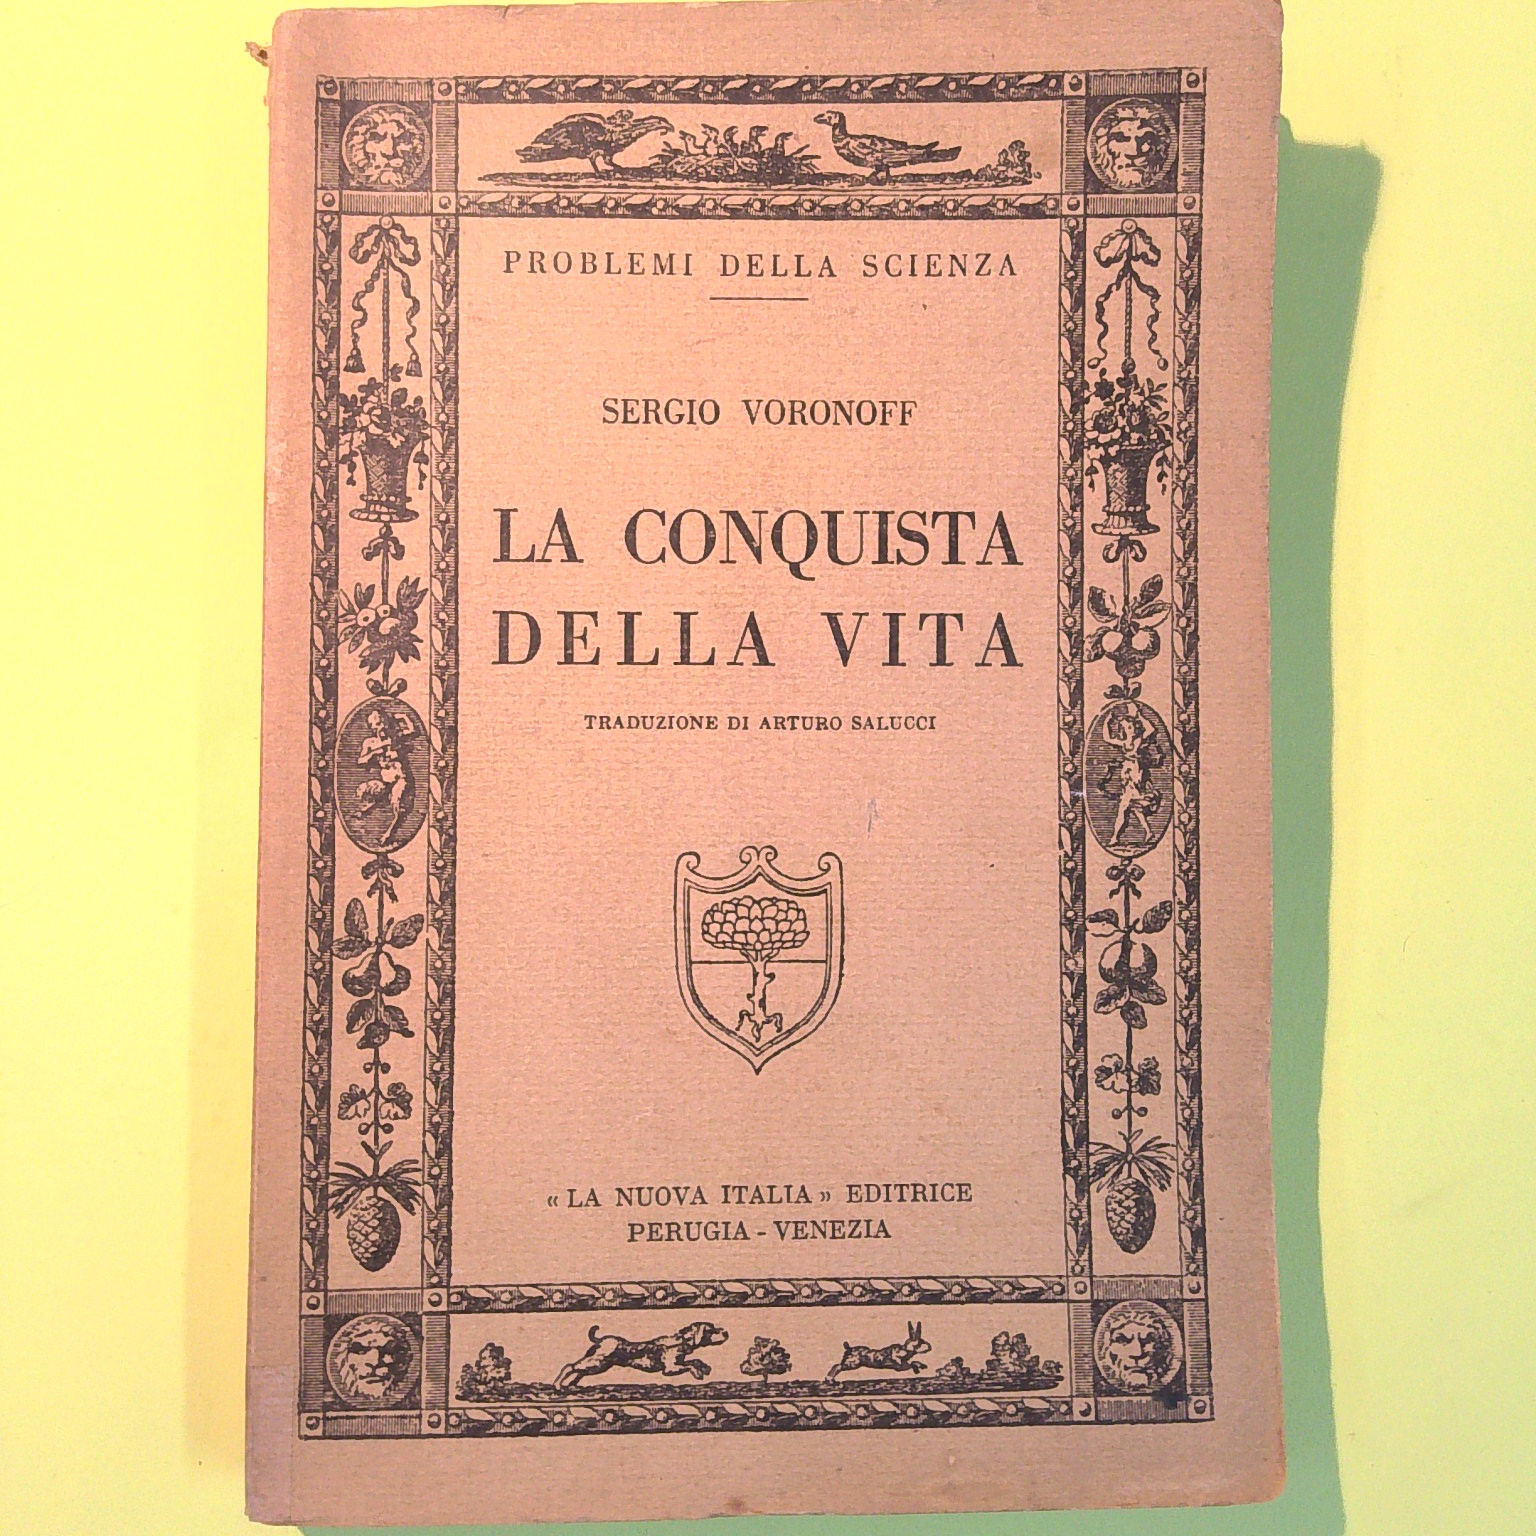 PROBLEMI DELLA SCIENZA
SERGIO VORONOFF
LA CONQUISTA
DELLA VITA
TRADUZIONE DI ARTURO SALUCCI
« LA NUOVA ITALIA » EDITRICE
PERUGIA - VENEZIA